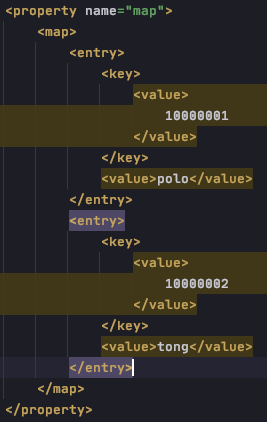 <property name="map">
<map>
<entry>
<key>
<value>
10000001
</value>
</key>
<value>polo</value>
</entry>
<entry>
<key>
<value>
10000002
</value>
</key>
<value>tong</value>
</entry>
</map>
</property>